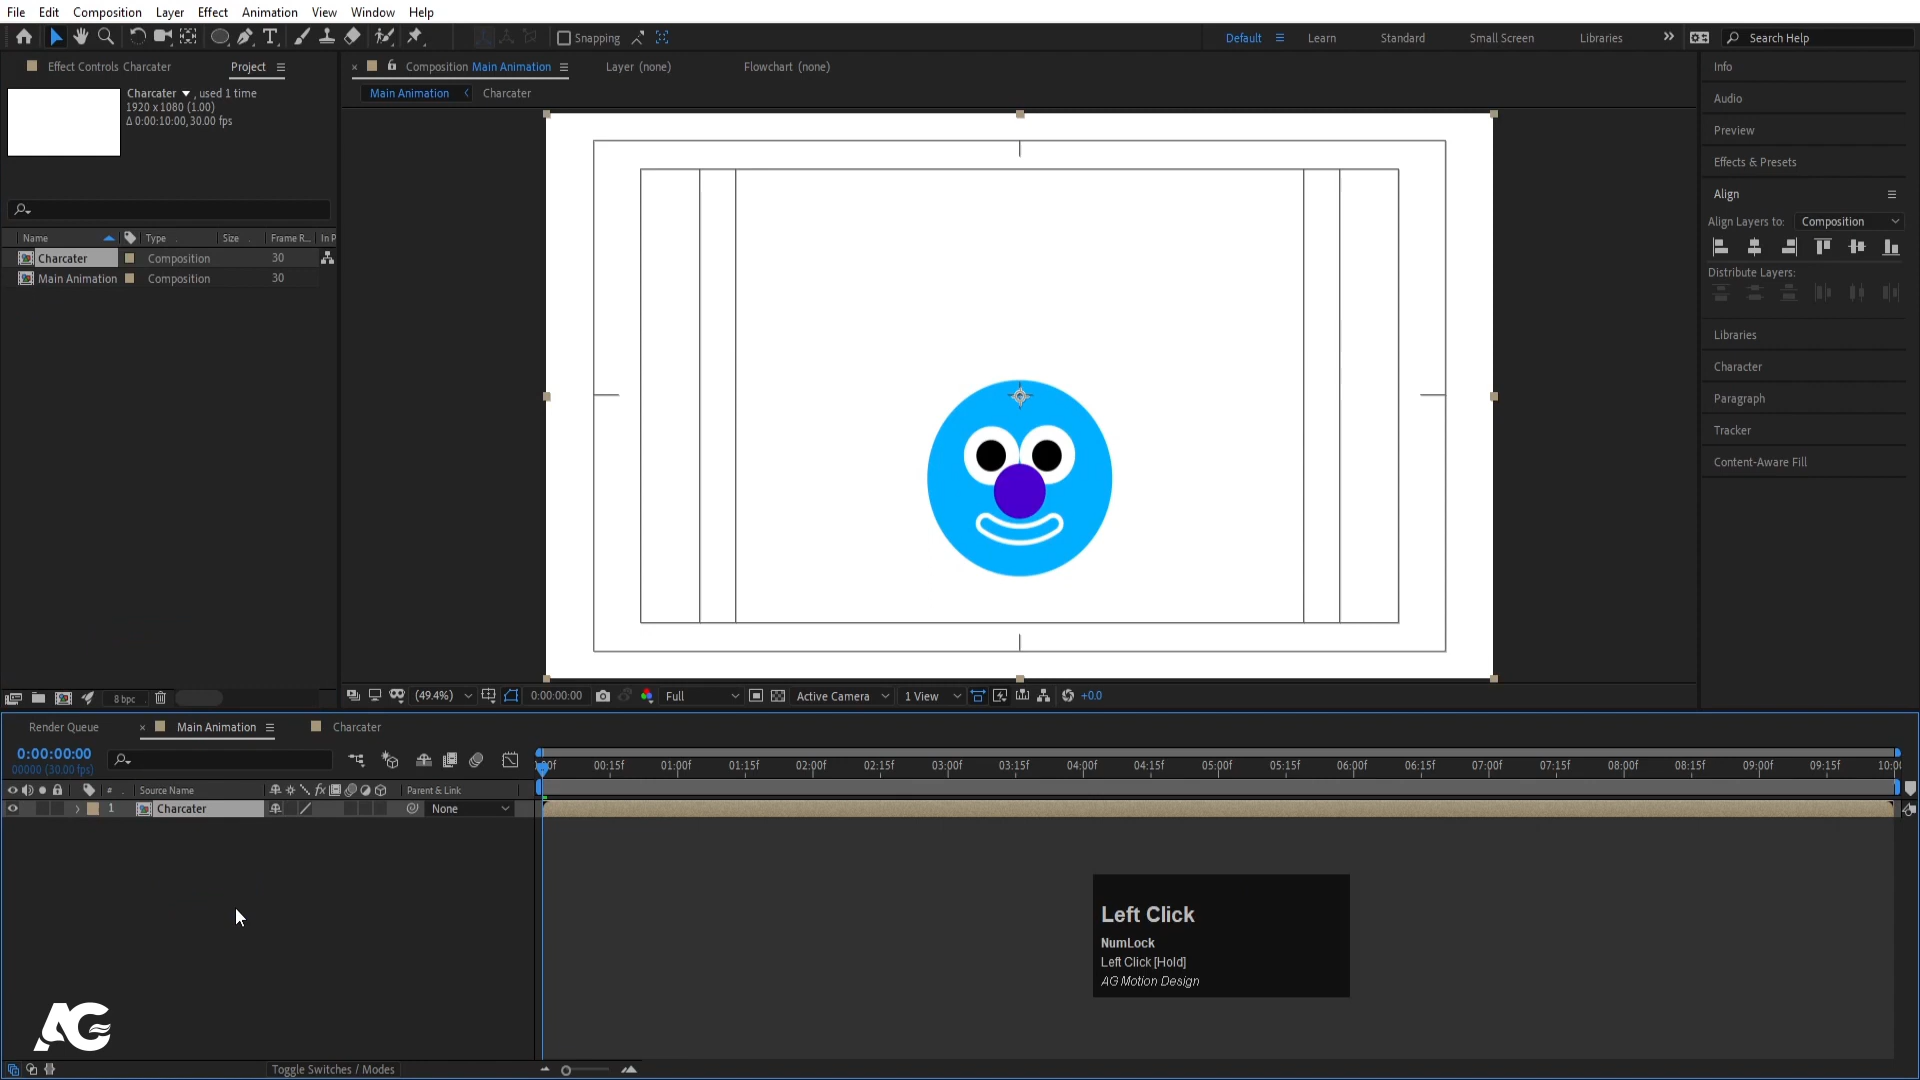 File Edit Composition Layer Effect Animation View Window Help
Snapping
Default Learn Standard Small Screen Libraries Search Help
Effect Controls Charcater Project
Composition Main Animation Layer (none) Flowchart (none)
Main Animation Charcater
Charcater , used 1 time
1920 x 1080 (1.00)
Δ 0:00:10:00, 30.00 fps
Name Type Size Frame R... In P
Charcater Composition 30
Main Animation Composition 30
8 bpc
(49.4%) 0:00:00:00 Full Active Camera 1 View +0.0
Info
Audio
Preview
Effects & Presets
Align
Align Layers to: Composition
Distribute Layers:
Libraries
Character
Paragraph
Tracker
Content-Aware Fill
Render Queue Main Animation Charcater
0:00:00:00
00000 (30.00 fps)
00:15f 01:00f 01:15f 02:00f 02:15f 03:00f 03:15f 04:00f 04:15f 05:00f 05:15f 06:00f 06:15f 07:00f 07:15f 08:00f 08:15f 09:00f 09:15f 10:0
# Source Name fx Parent & Link
1 Charcater None
Left Click
NumLock
Left Click [Hold]
AG Motion Design
AG
Toggle Switches / Modes